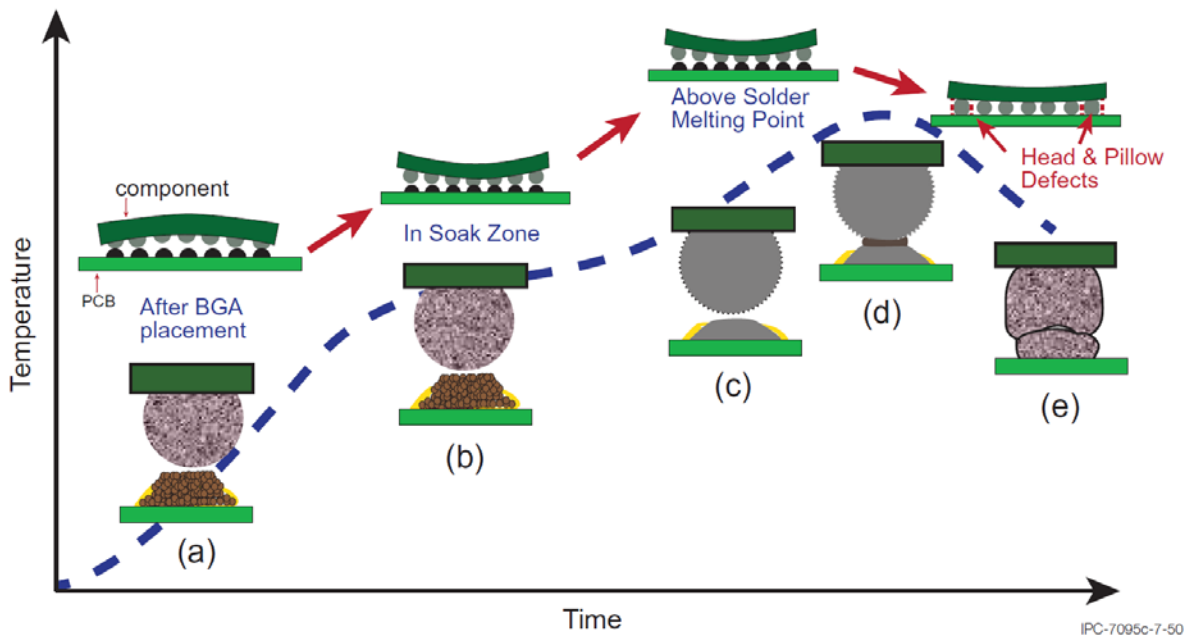 Temperature
component
PCB
After BGA
placement
(a)
In Soak Zone
(b)
Above Solder
Melting Point
(c)
(d)
Head & Pillow
Defects
(e)
Time
IPC-7095c-7-50